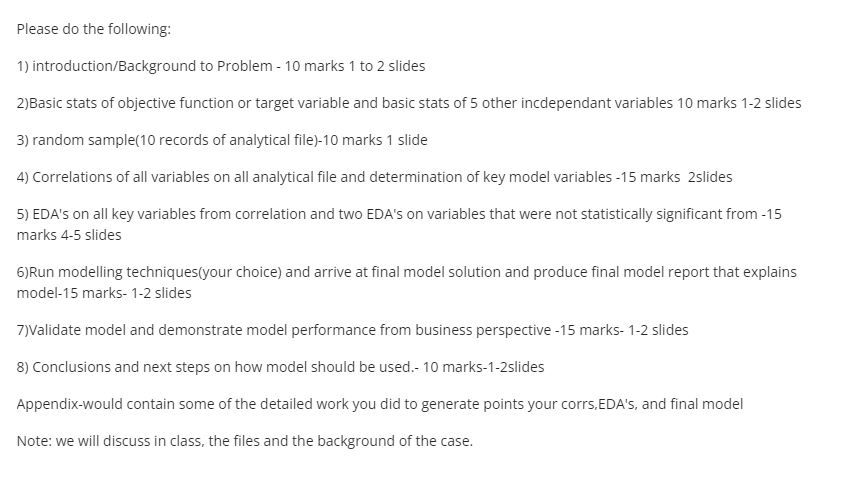 Please do the following:
1) introduction/Background to Problem - 10 marks 1 to 2 slides
2)Basic stats of objective function or target variable and basic stats of 5 other incdependant variables 10 marks 1-2 slides
3) random sample(10 records of analytical file)-10 marks 1 slide
4) Correlations of all variables on all analytical file and determination of key model variables -15 marks  2slides
5) EDA's on all key variables from correlation and two EDA's on variables that were not statistically significant from -15
marks 4-5 slides
6)Run modelling techniques(your choice) and arrive at final model solution and produce final model report that explains
model-15 marks- 1-2 slides
7)Validate model and demonstrate model performance from business perspective -15 marks- 1-2 slides
8) Conclusions and next steps on how model should be used.- 10 marks-1-2slides
Appendix-would contain some of the detailed work you did to generate points your corrs,EDA's, and final model
Note: we will discuss in class, the files and the background of the case.